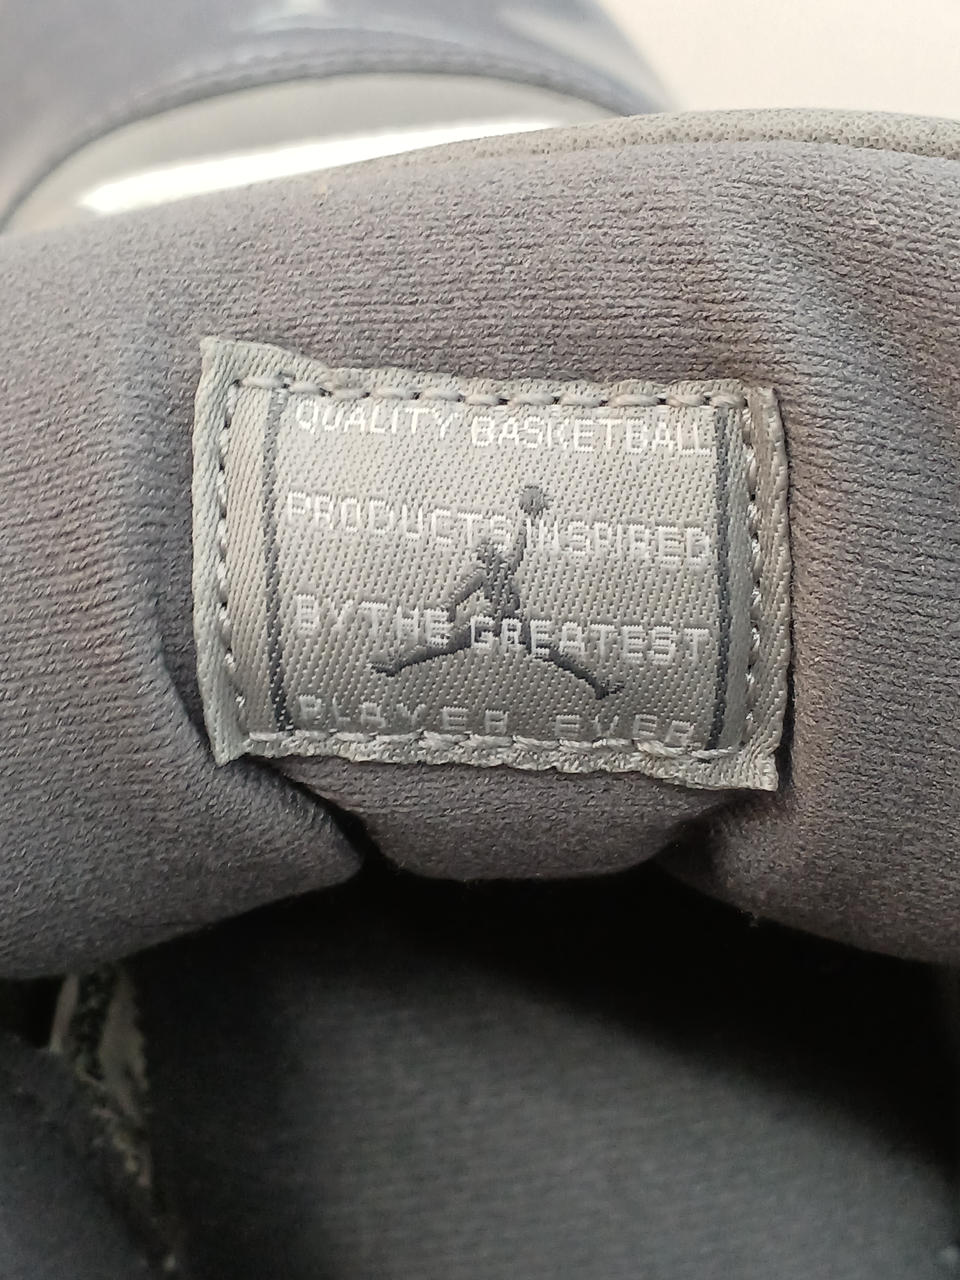 QUALITY BASKETBALL
PRODUCTS INSPIRED
BY THE GREATEST
PLAYER EVER